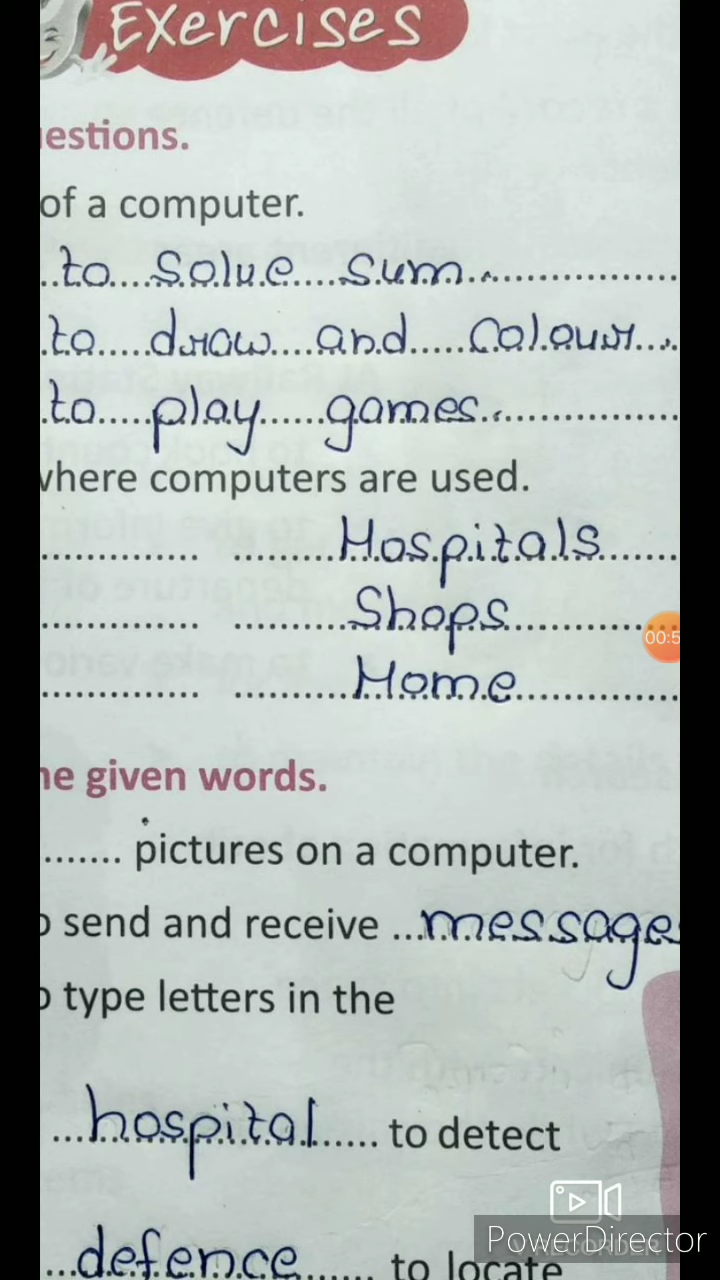 Exercises
estions.
of a computer.
to solve sum.
to draw and colour.
to play games.
where computers are used.
Hospitals
Shops
00:5
Home
he given words.
....... pictures on a computer.
o send and receive ...messages
o type letters in the
...hospital...... to detect
...defence...... to locate
PowerDirector